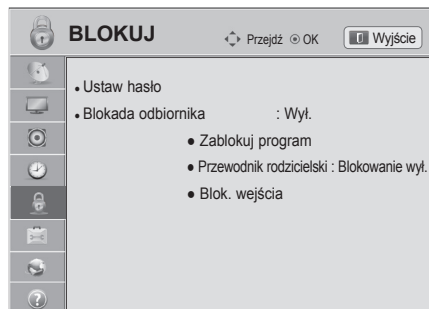 BLOKUJ Przejdź OK Wyjście
• Ustaw hasło
• Blokada odbiornika : Wył.
● Zablokuj program
● Przewodnik rodzicielski : Blokowanie wył.
● Blok. wejścia